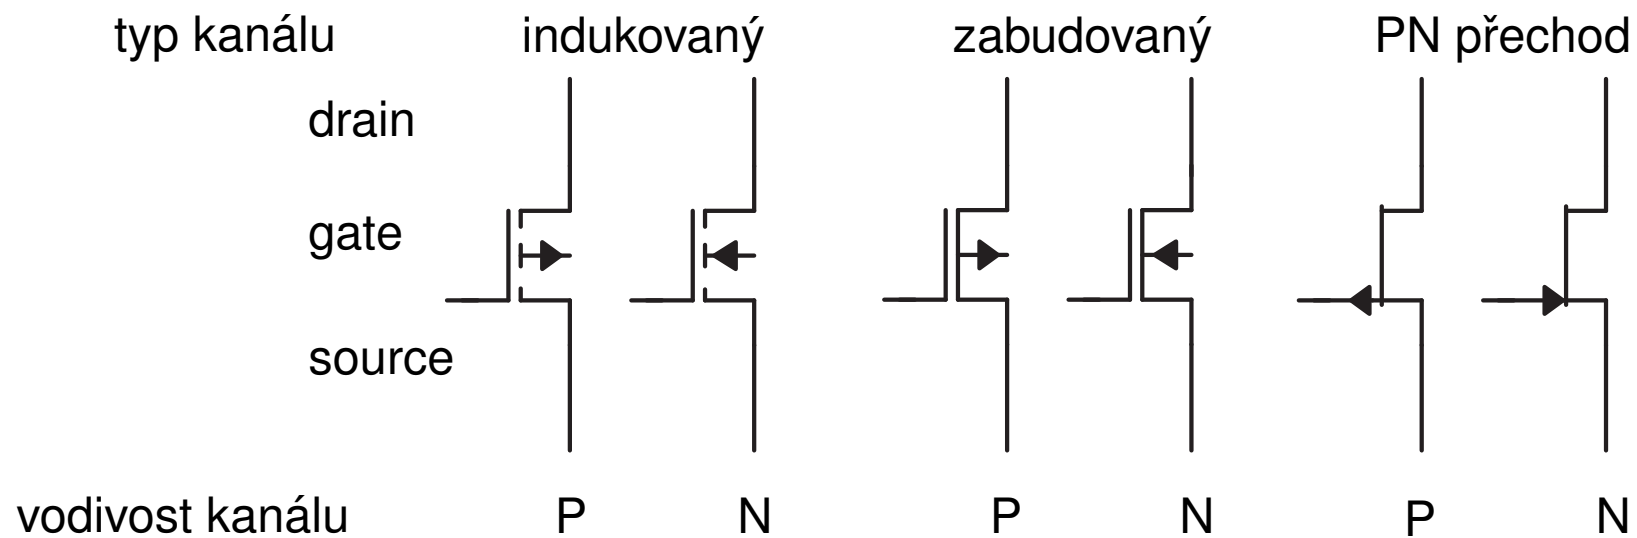 typ kanálu indukovaný zabudovaný PN přechod
drain
gate
source
vodivost kanálu P N P N P N